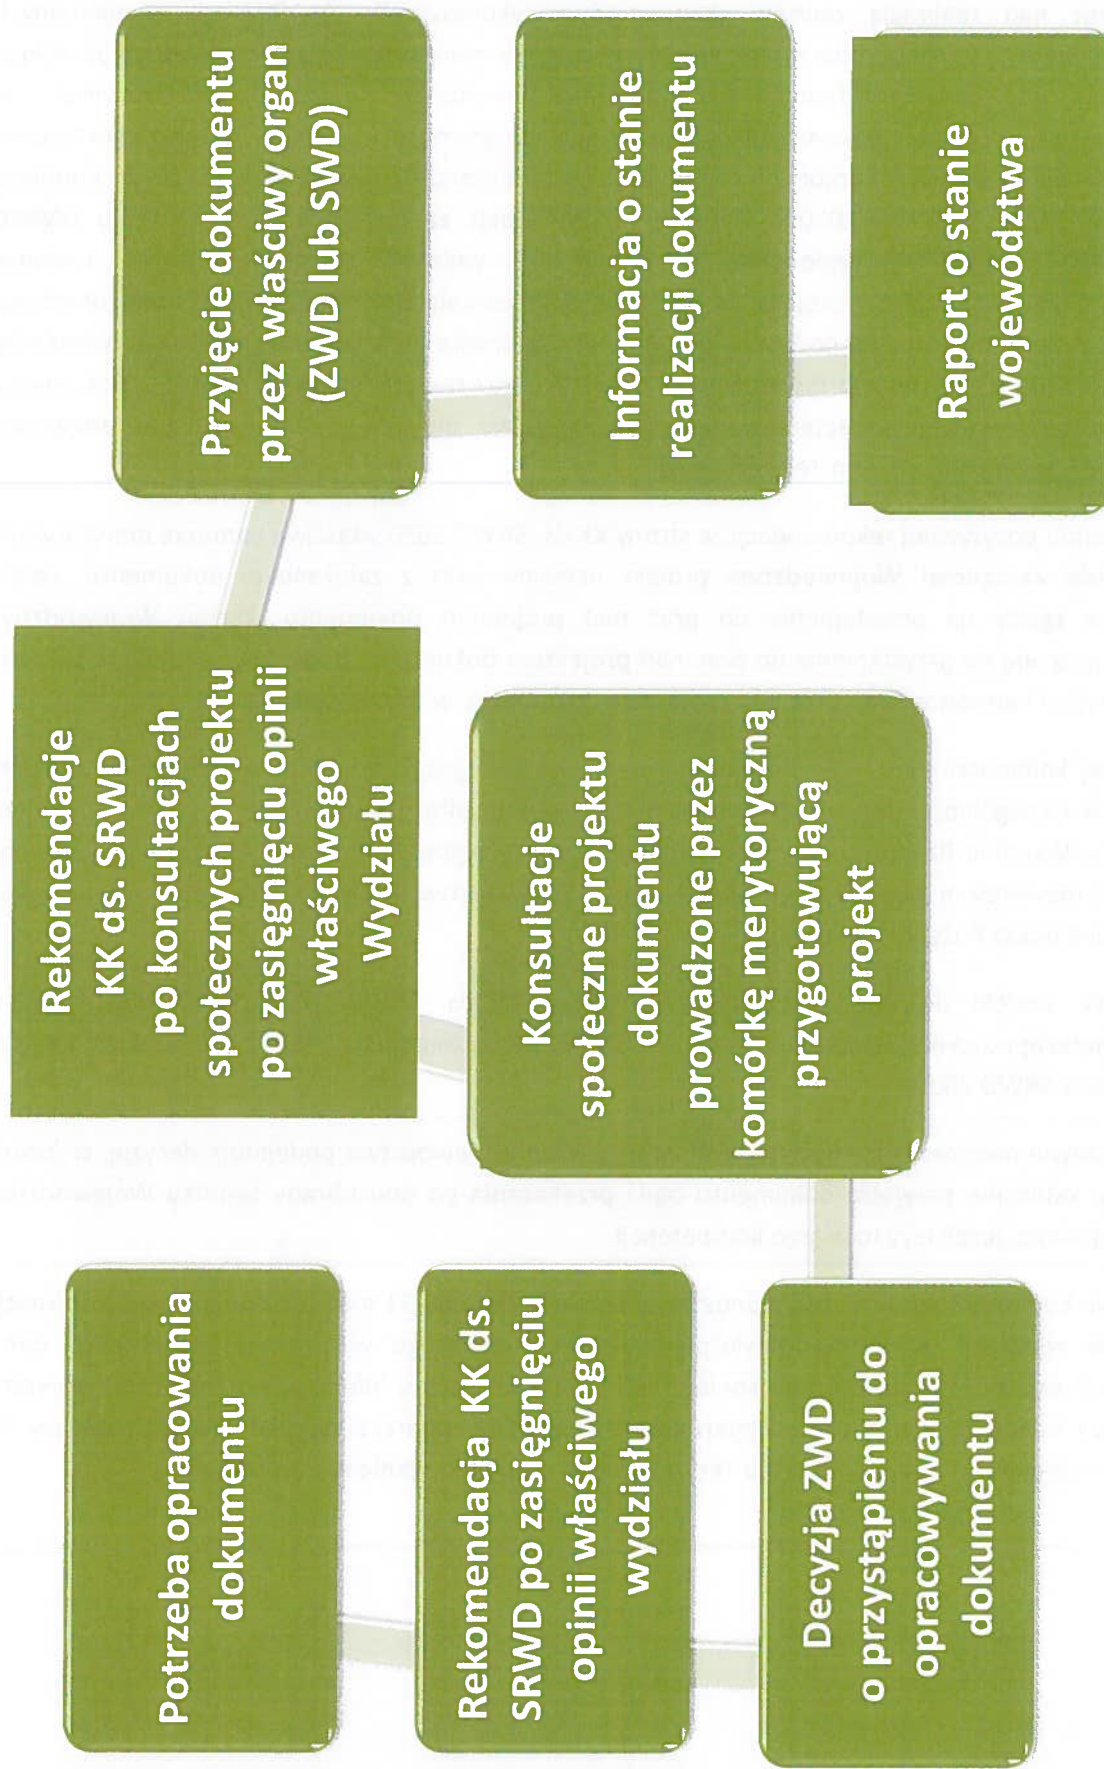 Potrzeba opracowania
dokumentu
Rekomendacja KK ds.
SRWD po zasięgnięciu
opinii właściwego
wydziału
Decyzja ZWD
o przystąpieniu do
opracowywania
dokumentu
Konsultacje
społeczne projektu
dokumentu
prowadzone przez
komórkę merytoryczną
przygotowującą
projekt
Rekomendacje
KK ds. SRWD
po konsultacjach
społecznych projektu
po zasięgnięciu opinii
właściwego
Wydziału
Przyjęcie dokumentu
przez właściwy organ
(ZWD lub SWD)
Informacja o stanie
realizacji dokumentu
Raport o stanie
województwa